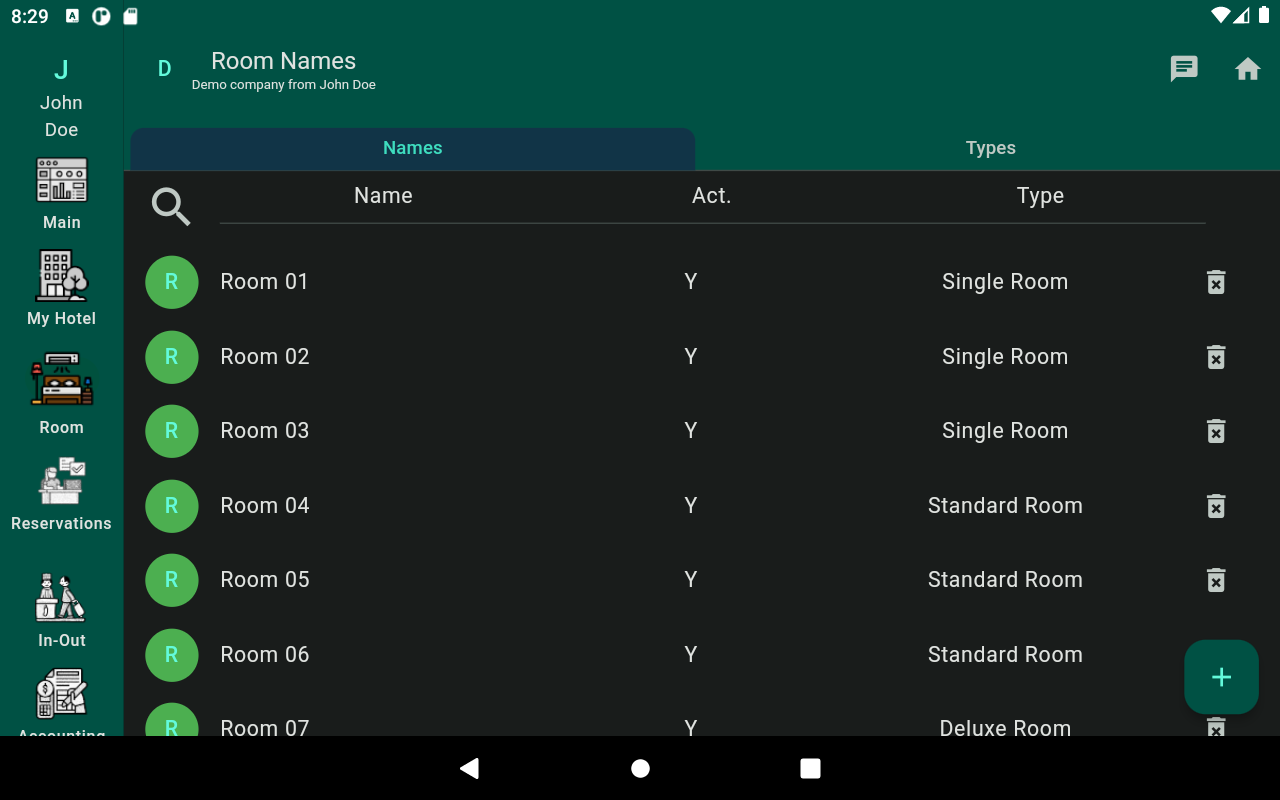 8:29
A
J
John
Doe
Main
My Hotel
Room
Reservations
In-Out
Accounting
D
Room Names
Demo company from John Doe
Names
Types
Name Act. Type
R Room 01 Y Single Room
R Room 02 Y Single Room
R Room 03 Y Single Room
R Room 04 Y Standard Room
R Room 05 Y Standard Room
R Room 06 Y Standard Room
R Room 07 Y Deluxe Room